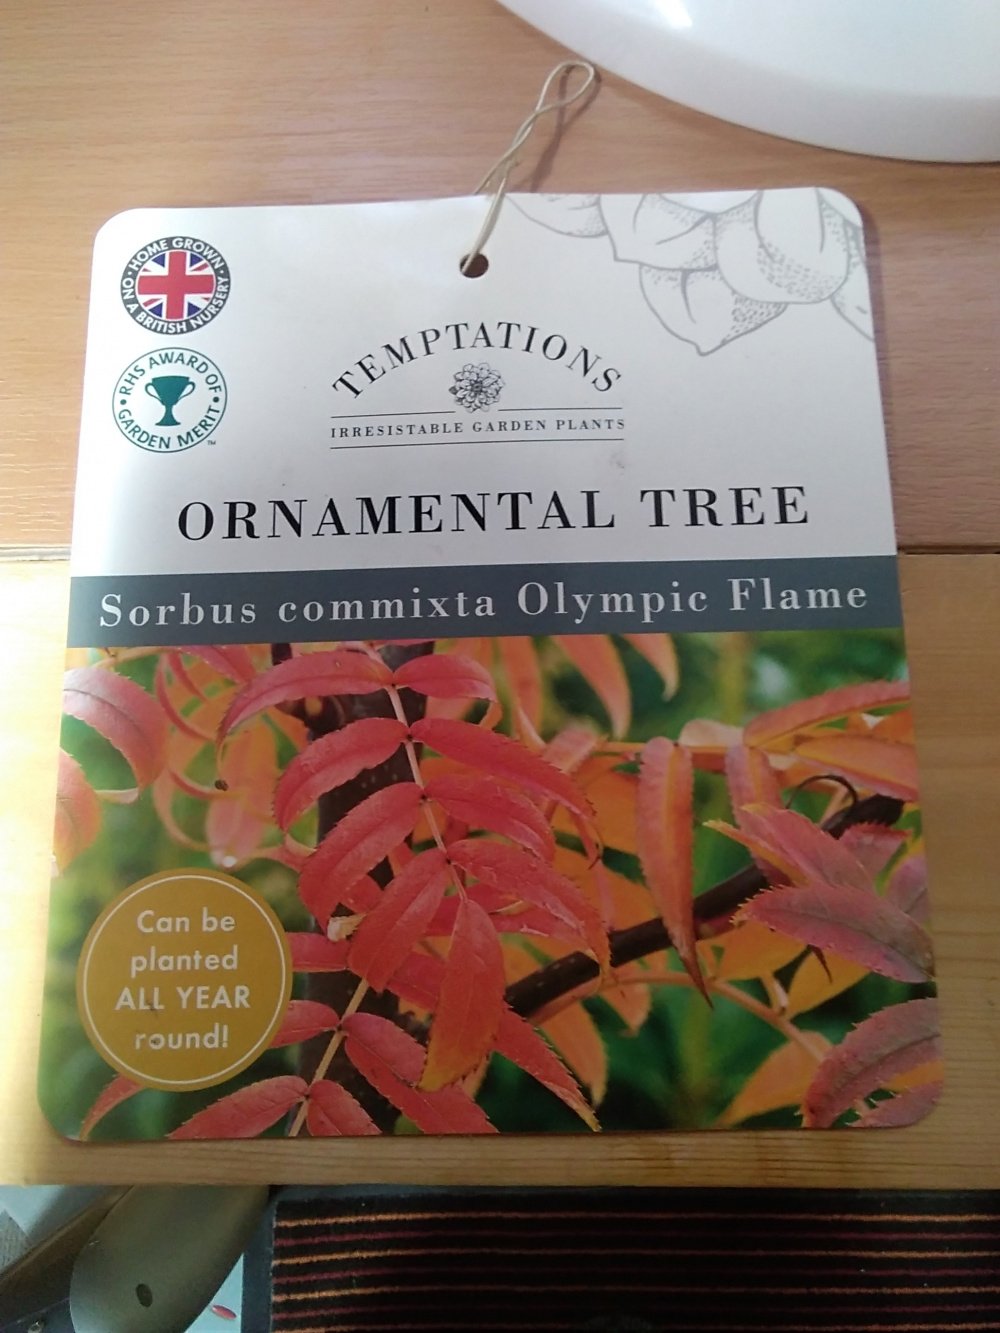 HOME GROWN
ON A BRITISH NURSERY
RHS AWARD OF
GARDEN MERIT
TM
TEMPTATIONS
IRRESISTABLE GARDEN PLANTS
ORNAMENTAL TREE
Sorbus commixta Olympic Flame
Can be
planted
ALL YEAR
round!